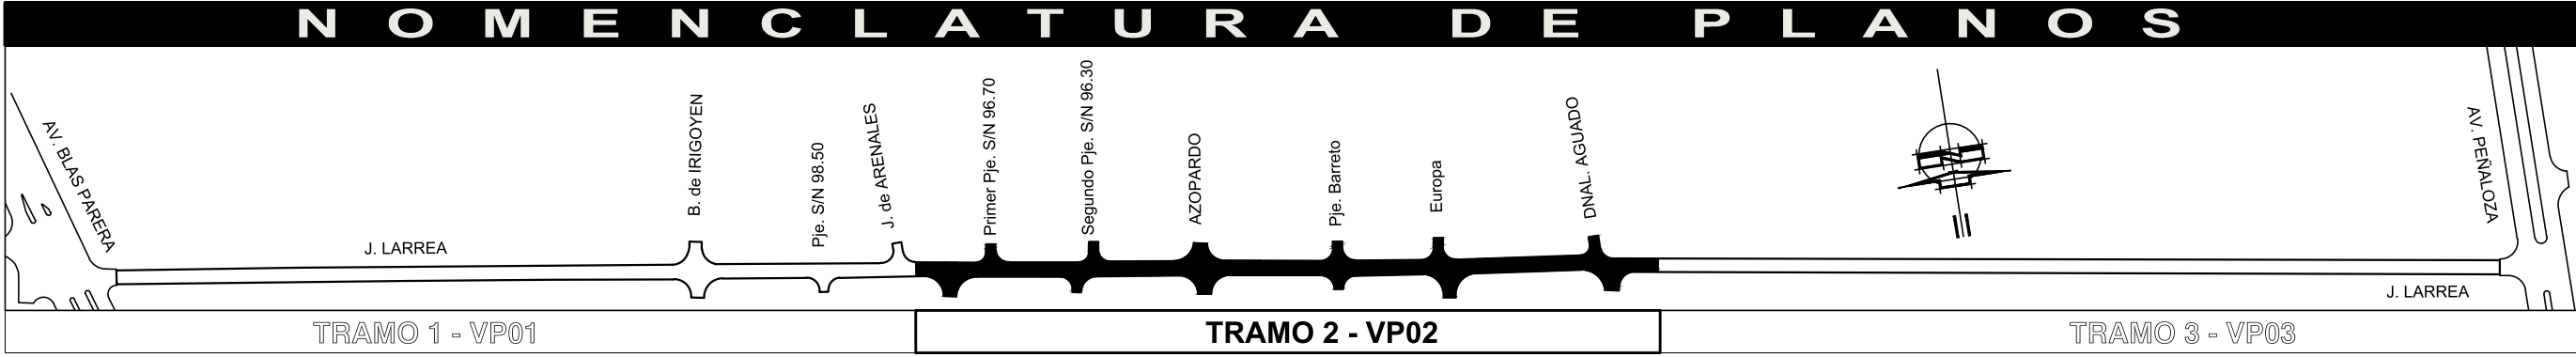 NOMENCLATURA DE PLANOS
AV. BLAS PARERA
J. LARREA
B. de IRIGOYEN
Pje. S/N 98.50
J. de ARENALES
Primer Pje. S/N 96.70
Segundo Pje. S/N 96.30
AZOPARDO
Pje. Barreto
Europa
DNAL. AGUADO
AV. PEÑALOZA
J. LARREA
TRAMO 1 - VP01
TRAMO 2 - VP02
TRAMO 3 - VP03